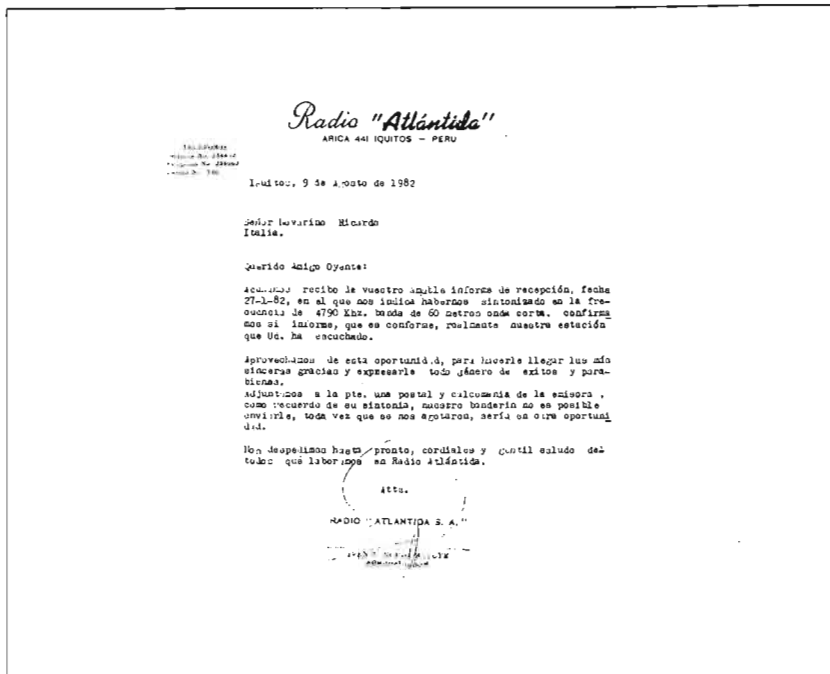 Radio "Atlántida"
ARICA 441 IQUITOS - PERU
Iquitos, 9 de Agosto de 1982
Señor Ricardo
Italia.
Querido Amigo Oyente:
recibo de vuestro amable informe de recepción, fecha
27-1-82, en el que nos indica habernos sintonizado en la fre-
cuencia de 4790 Khz. banda de 60 metros onda corta. confirma
mos si informe, que es conforme, realmente nuestra estación
que Ud. ha escuchado.
Aprovechamos de esta oportunidad, para hacerle llegar las más
sinceras gracias y expresarle todo género de exitos y para-
bienes.
Adjuntamos a la pte. una postal y calcomania de la emisora ,
como recuerdo de su sintonia, nuestro banderin no es posible
enviarle, toda vez que se nos agotaron, sería en otra oportuni
dad.
Nos despedimos hasta pronto, cordiales y gentil saludo de
todos que laboramos en Radio Atlántida.
Atte.
RADIO "ATLANTIDA S. A."